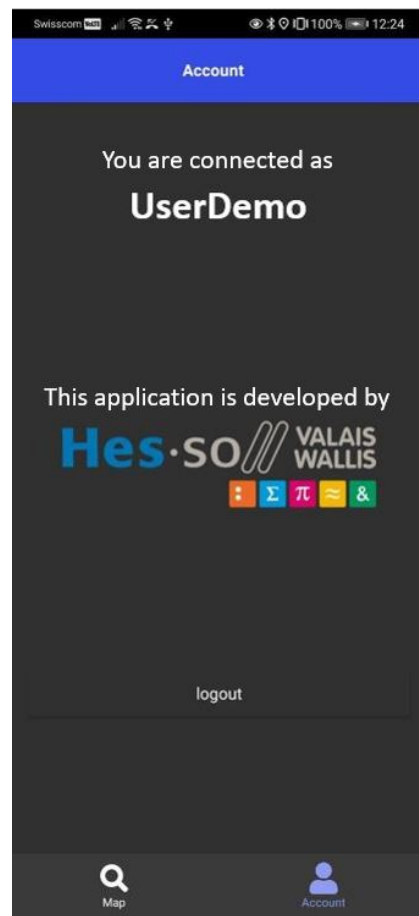 Swisscom VoLTE 100% 12:24
Account
You are connected as
UserDemo
This application is developed by
Hes·so VALAIS
WALLIS
: Σ π ≈ &
logout
Map Account